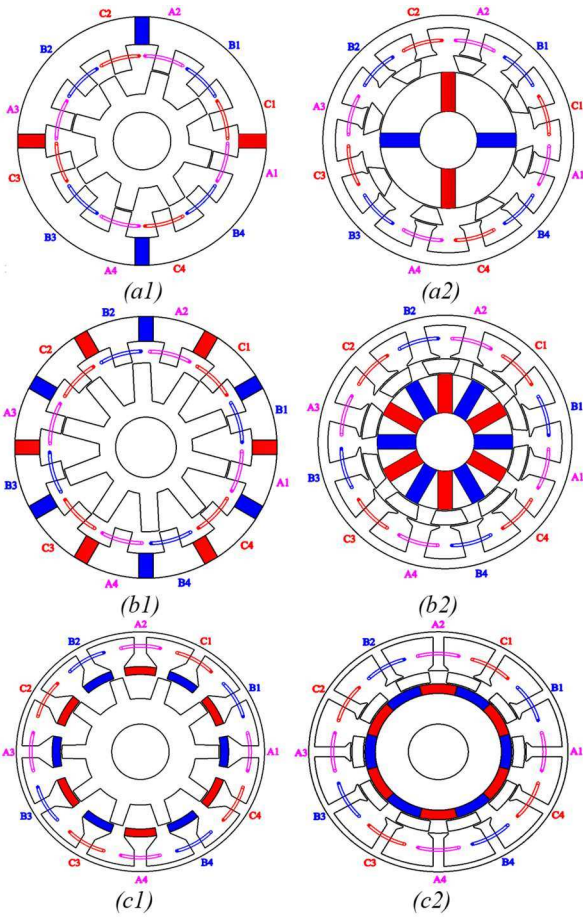 C2 A2 C2 A2
B2 B1 B2 B1
A3 C1 A3 C1
C3 A1 C3 A1
B3 B4 B3 B4
A4 C4 A4 C4
(a1) (a2)
B2 A2 B2 A2
C2 C1 C2 C1
A3 B1 A3 B1
B3 A1 B3 A1
C3 C4 C3 C4
A4 B4 A4 B4
(b1) (b2)
A2 A2
B2 C1 B2 C1
C2 B1 C2 B1
A3 A1 A3 A1
B3 C4 B3 C4
C3 B4 C3 B4
A4 A4
(c1) (c2)